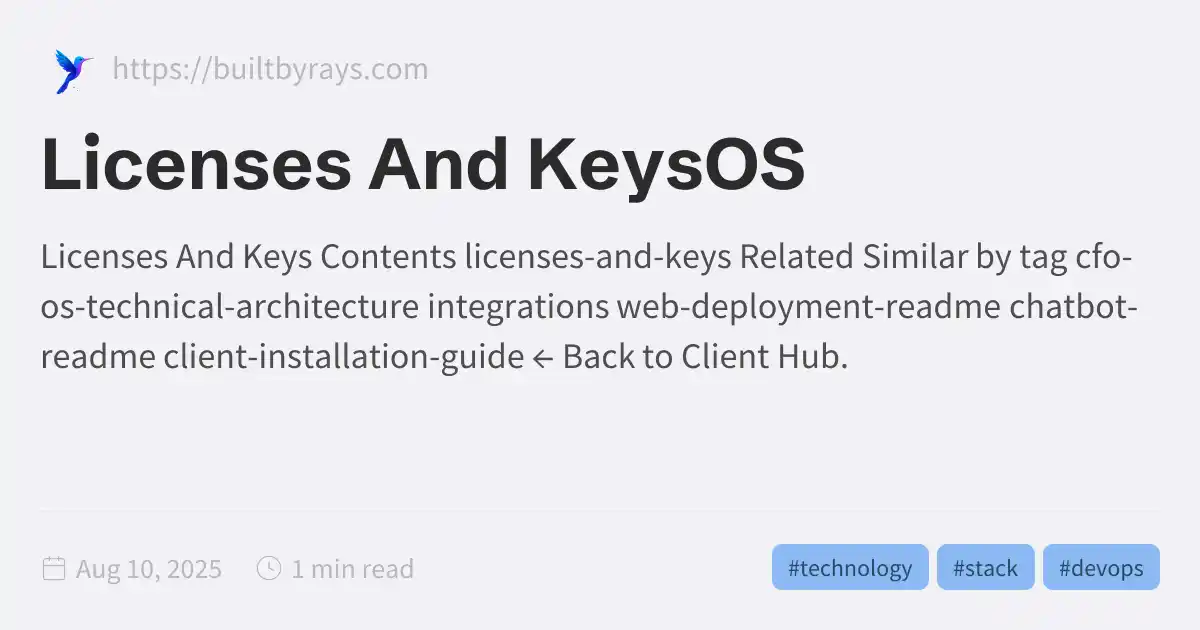 https://builtbyrays.com
Licenses And KeysOS
Licenses And Keys Contents licenses-and-keys Related Similar by tag cfo-
os-technical-architecture integrations web-deployment-readme chatbot-
readme client-installation-guide ← Back to Client Hub.
Aug 10, 2025 1 min read #technology #stack #devops